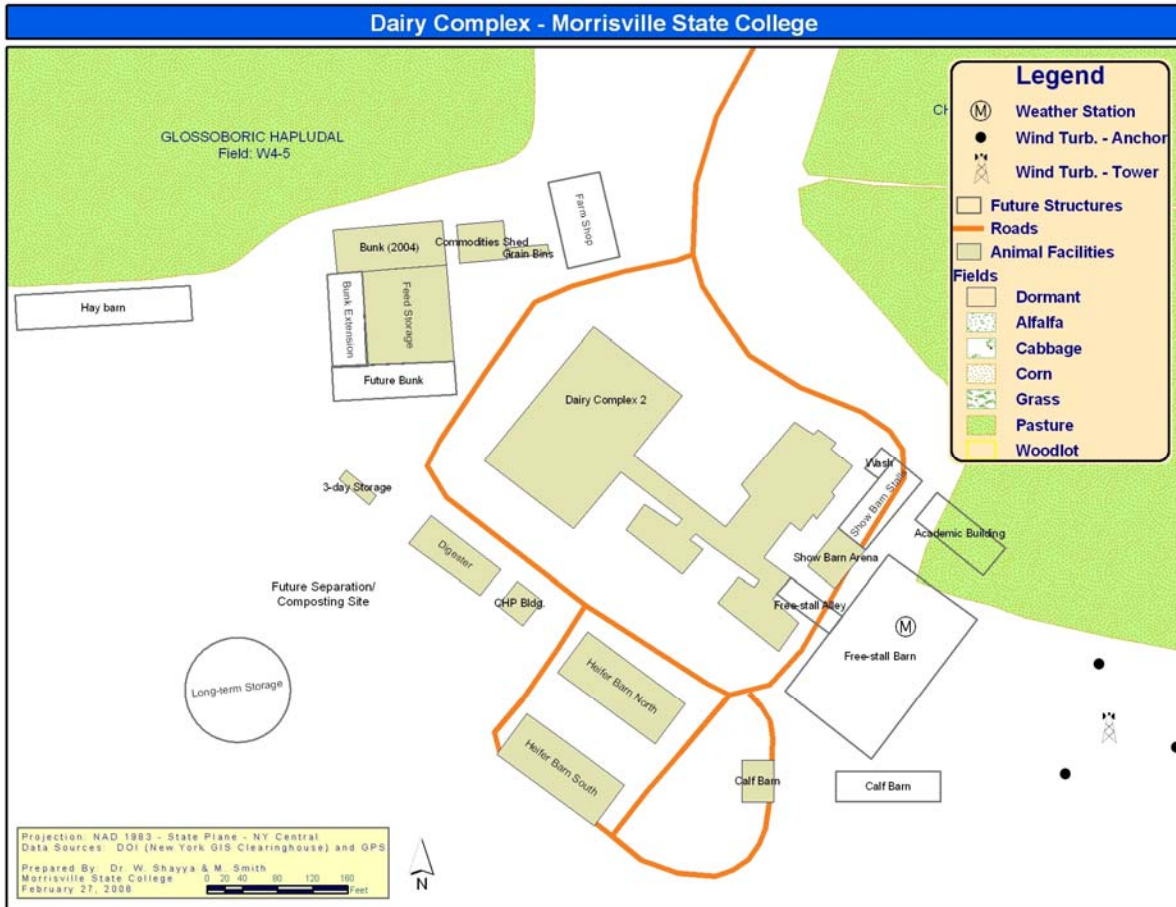 Dairy Complex - Morrisville State College
Legend
Weather Station
Wind Turb. - Anchor
Wind Turb. - Tower
Future Structures
Roads
Animal Facilities
Fields
Dormant
Alfalfa
Cabbage
Corn
Grass
Pasture
Woodlot
GLOSSOBORIC HAPLUDAL
Field: W4-5
Farm Shop
Commodities Shed
Grain Bins
Bunk (2004)
Hay barn
Bunk Extension
Feed Storage
Future Bunk
Dairy Complex 2
3-day Storage
Wash
Show Barn Stalls
Academic Building
Show Barn Arena
Digester
Future Separation/
Composting Site
CHP Bldg.
Free-stall Alley
M
Free-stall Barn
Heifer Barn North
Long-term Storage
Heifer Barn South
Calf Barn
Calf Barn
Projection: NAD 1983 - State Plane - NY Central
Data Sources: DOI (New York GIS Clearinghouse) and GPS
Prepared By: Dr. W. Shayya & M. Smith
Morrisville State College
February 27, 2008
0 20 40 80 120 160
Feet
N